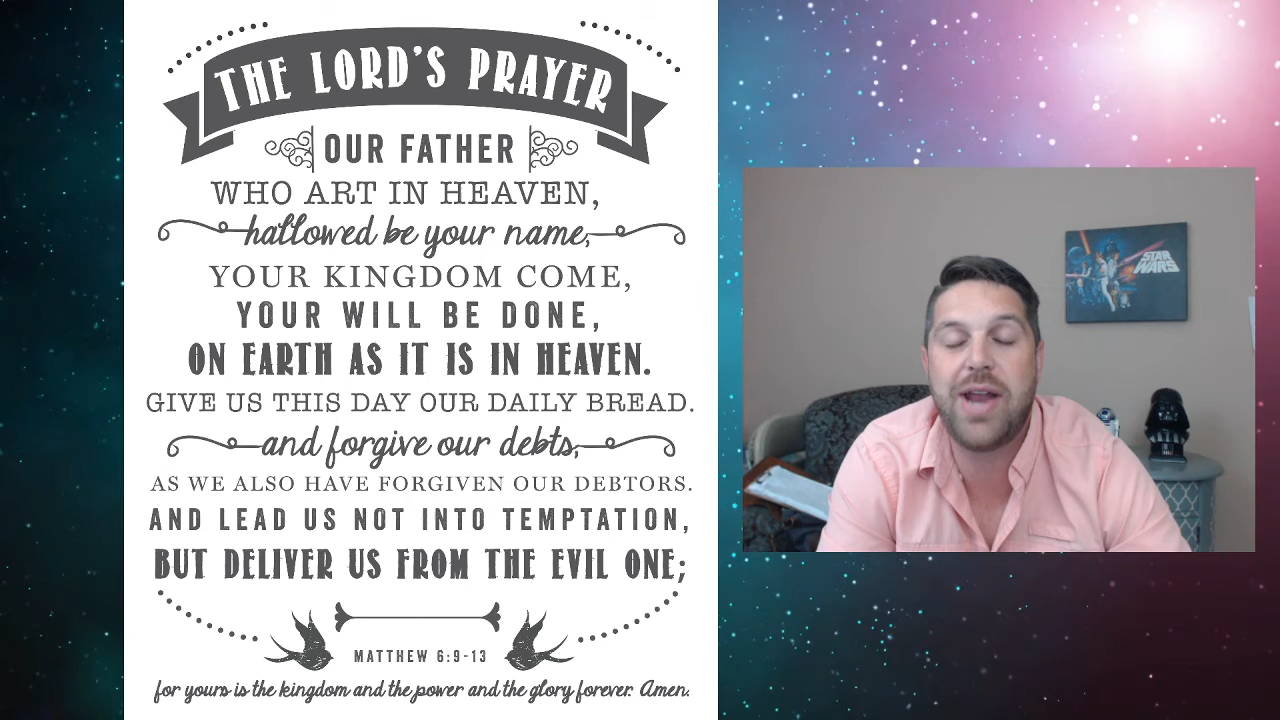 THE LORD'S PRAYER
OUR FATHER
WHO ART IN HEAVEN,
hallowed be your name,
YOUR KINGDOM COME,
YOUR WILL BE DONE,
ON EARTH AS IT IS IN HEAVEN.
GIVE US THIS DAY OUR DAILY BREAD.
and forgive our debts,
AS WE ALSO HAVE FORGIVEN OUR DEBTORS.
AND LEAD US NOT INTO TEMPTATION,
BUT DELIVER US FROM THE EVIL ONE;
MATTHEW 6:9-13
for yours is the kingdom and the power and the glory forever. Amen.
STAR
WARS